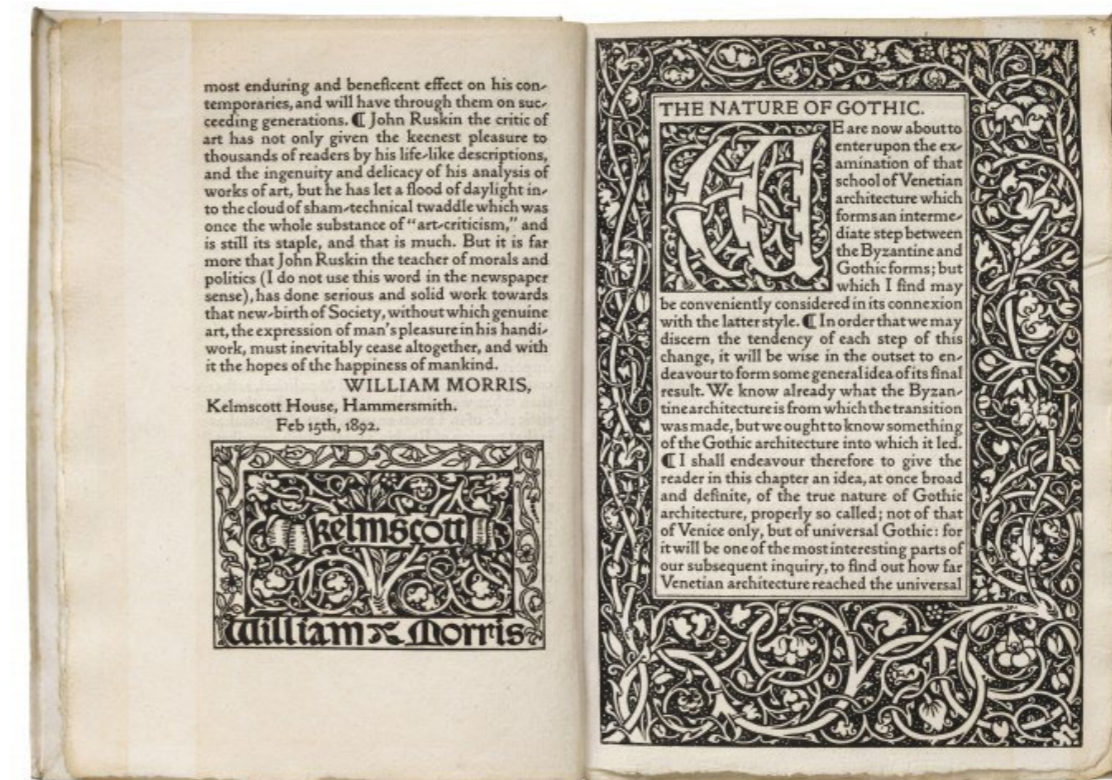 most enduring and beneficent effect on his con-
temporaries, and will have through them on suc-
ceeding generations. ⁋ John Ruskin the critic of
art has not only given the keenest pleasure to
thousands of readers by his life-like descriptions,
and the ingenuity and delicacy of his analysis of
works of art, but he has let a flood of daylight in-
to the cloud of sham-technical twaddle which was
once the whole substance of "art-criticism," and
is still its staple, and that is much. But it is far
more that John Ruskin the teacher of morals and
politics (I do not use this word in the newspaper
sense), has done serious and solid work towards
that new-birth of Society, without which genuine
art, the expression of man's pleasure in his handi-
work, must inevitably cease altogether, and with
it the hopes of the happiness of mankind.
WILLIAM MORRIS,
Kelmscott House, Hammersmith.
Feb 15th, 1892.
kelmscott
William Morris
THE NATURE OF GOTHIC.
WE are now about to
enter upon the ex-
amination of that
school of Venetian
architecture which
forms an interme-
diate step between
the Byzantine and
Gothic forms; but
which I find may
be conveniently considered in its connexion
with the latter style. ⁋ In order that we may
discern the tendency of each step of this
change, it will be wise in the outset to en-
deavour to form some general idea of its final
result. We know already what the Byzan-
tine architecture is from which the transition
was made, but we ought to know something
of the Gothic architecture into which it led.
⁋ I shall endeavour therefore to give the
reader in this chapter an idea, at once broad
and definite, of the true nature of Gothic
architecture, properly so called; not of that
of Venice only, but of universal Gothic: for
it will be one of the most interesting parts of
our subsequent inquiry, to find out how far
Venetian architecture reached the universal